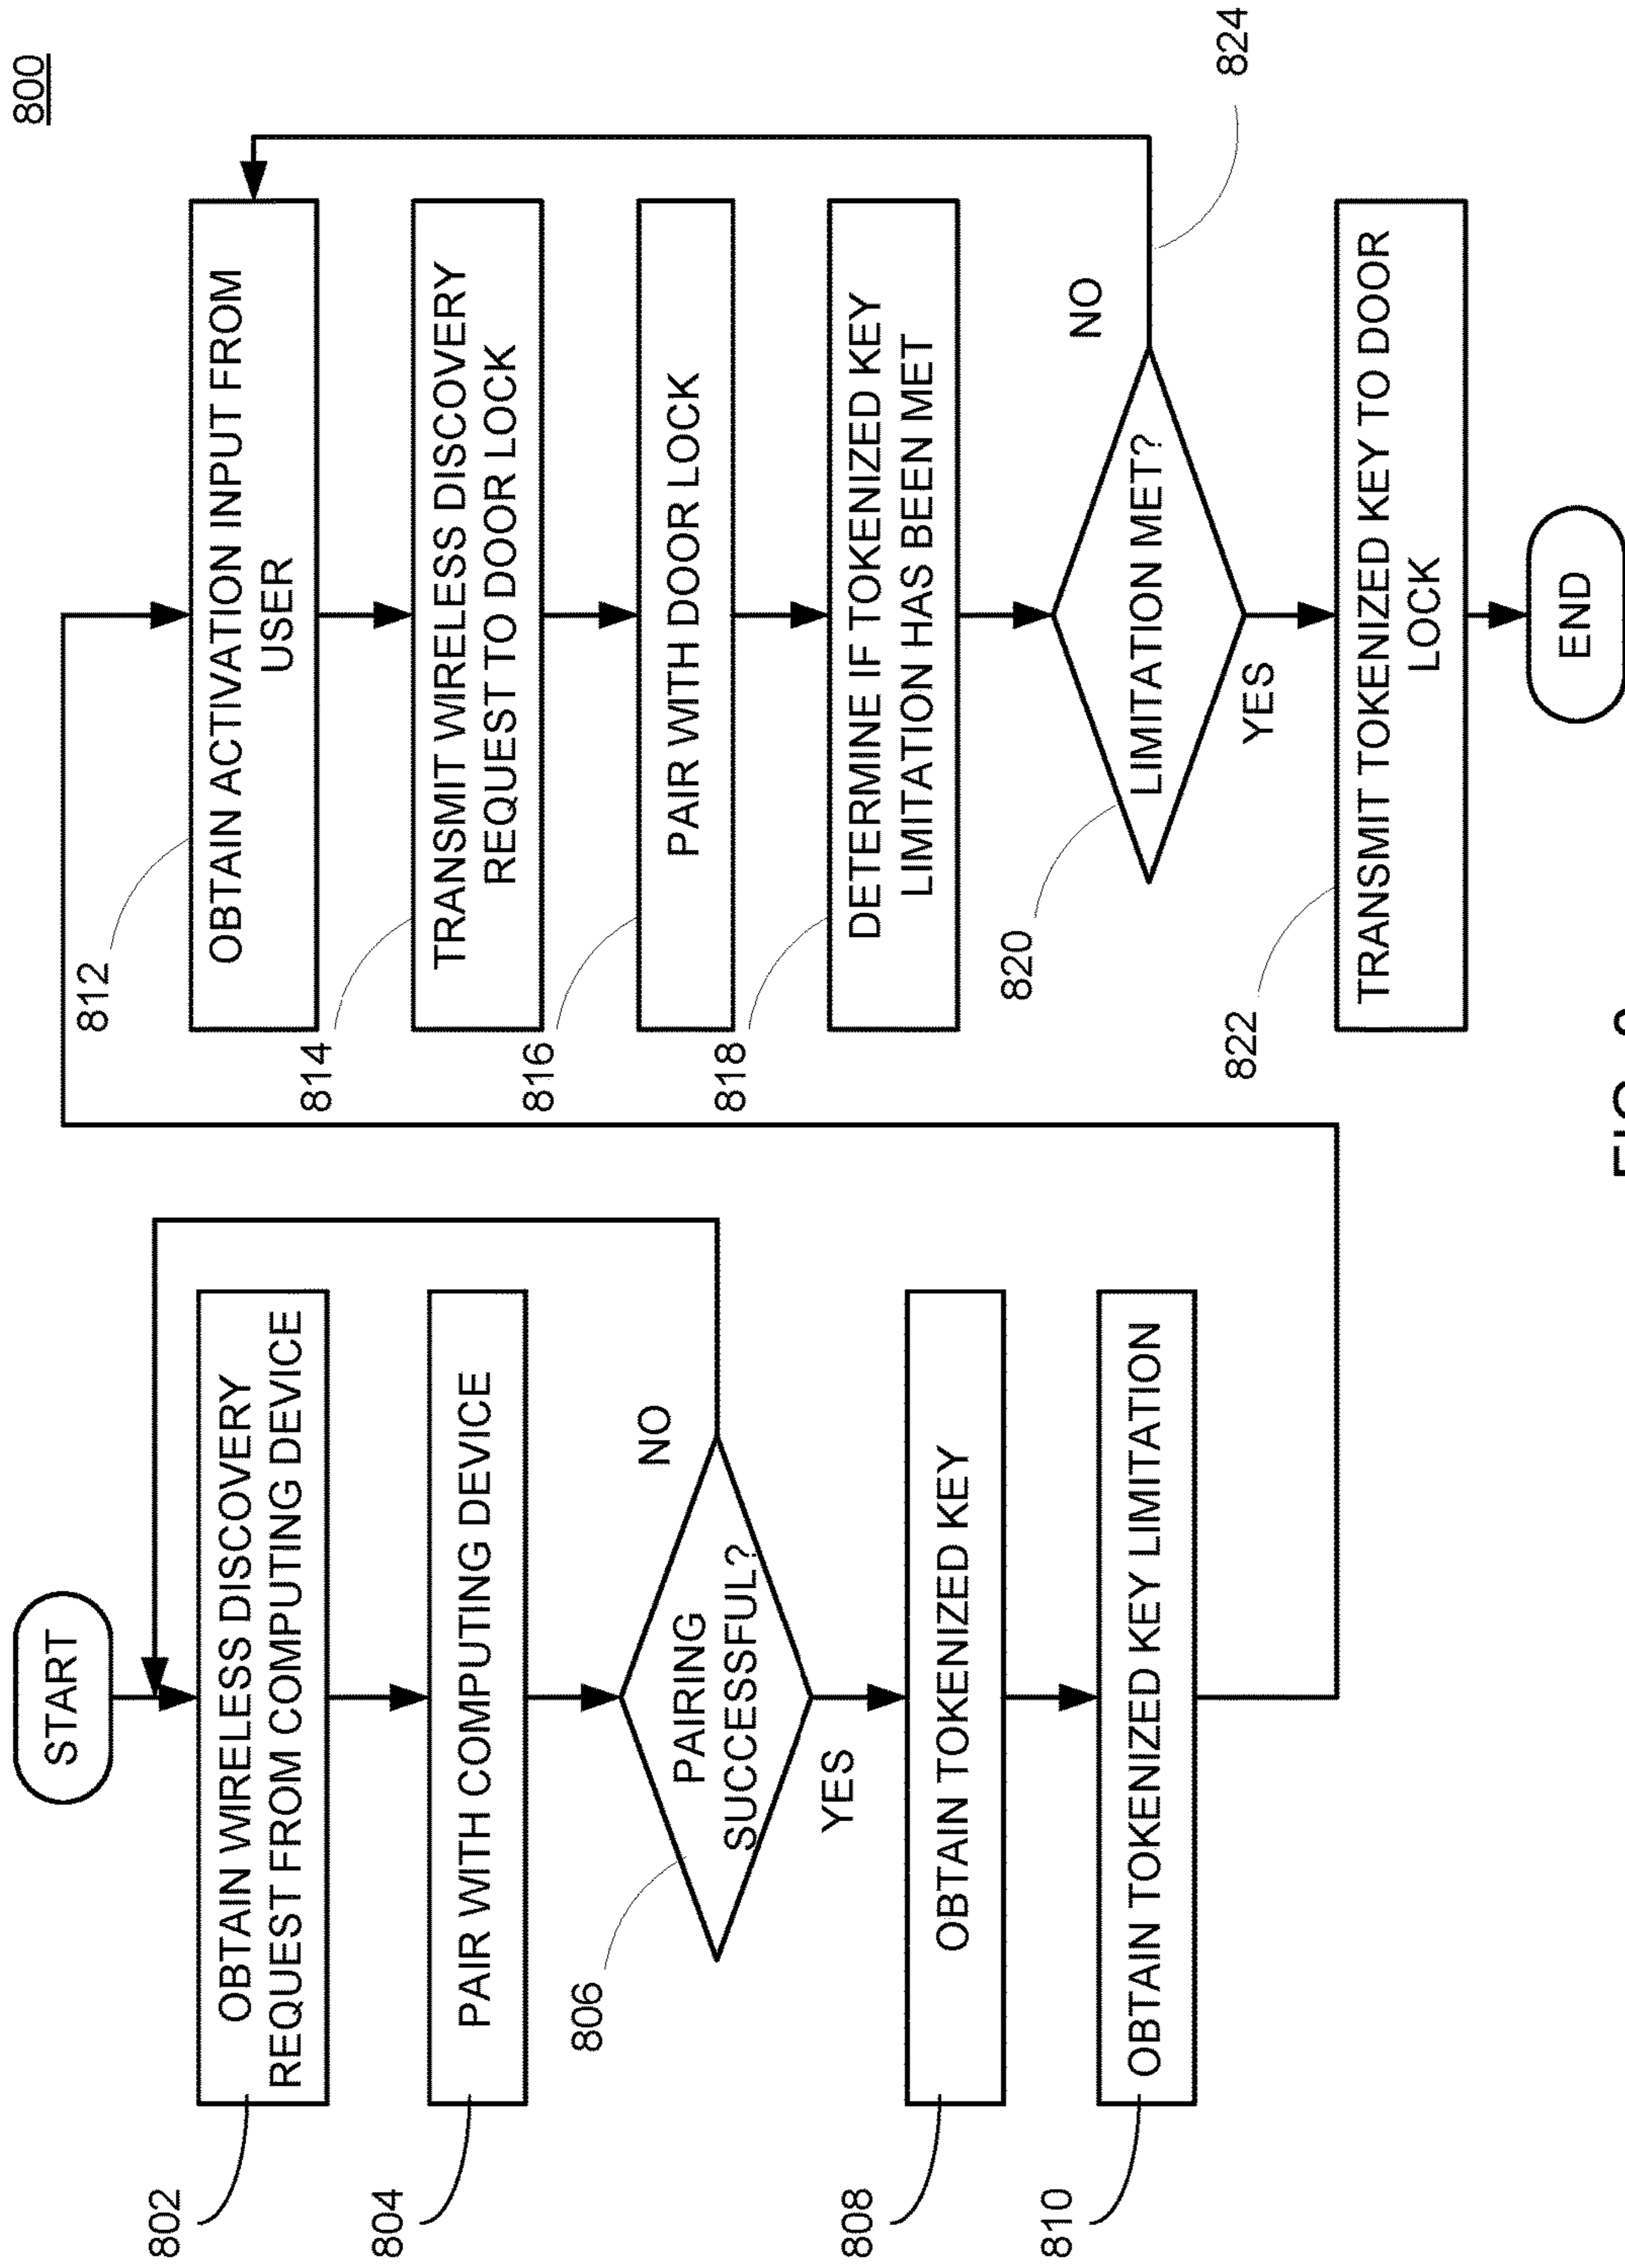 800
START
802
OBTAIN WIRELESS DISCOVERY
REQUEST FROM COMPUTING DEVICE
804
PAIR WITH COMPUTING DEVICE
806
PAIRING
SUCCESSFUL?
NO
YES
808
OBTAIN TOKENIZED KEY
810
OBTAIN TOKENIZED KEY LIMITATION
812
OBTAIN ACTIVATION INPUT FROM
USER
814
TRANSMIT WIRELESS DISCOVERY
REQUEST TO DOOR LOCK
816
PAIR WITH DOOR LOCK
818
DETERMINE IF TOKENIZED KEY
LIMITATION HAS BEEN MET
820
LIMITATION MET?
NO
824
YES
822
TRANSMIT TOKENIZED KEY TO DOOR
LOCK
END